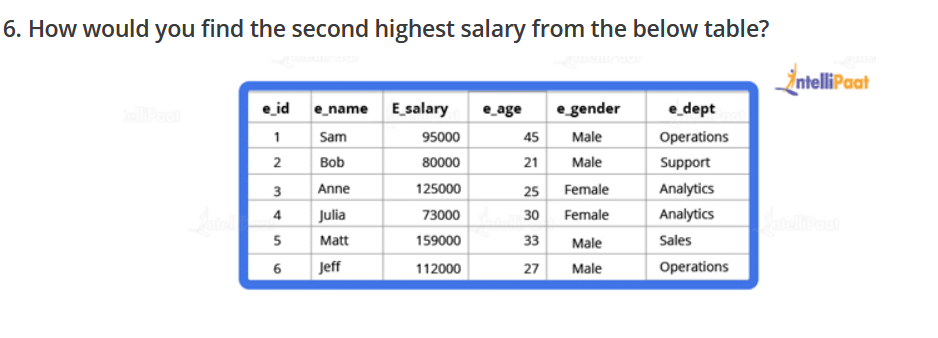 6. How would you find the second highest salary from the below table?
intelliPaat
e_id e_name E_salary e_age e_gender e_dept
1 Sam 95000 45 Male Operations
2 Bob 80000 21 Male Support
3 Anne 125000 25 Female Analytics
4 Julia 73000 30 Female Analytics
5 Matt 159000 33 Male Sales
6 Jeff 112000 27 Male Operations